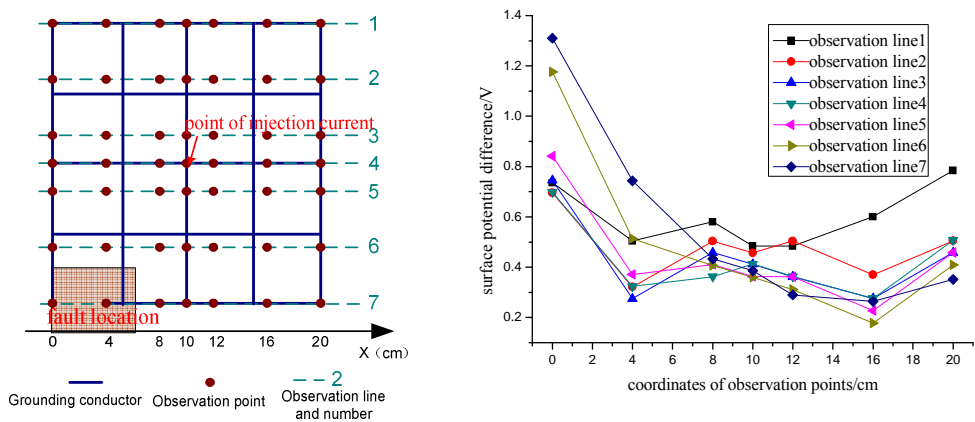 1
2
point of injection current
3
4
5
6
7
fault location
0 4 8 10 12 16 20
X (cm)
Grounding conductor
Observation point
2
Observation line
and number
1.4
1.2
1.0
0.8
0.6
0.4
0.2
surface potential difference/V
observation line1
observation line2
observation line3
observation line4
observation line5
observation line6
observation line7
0 2 4 6 8 10 12 14 16 18 20
coordinates of observation points/cm